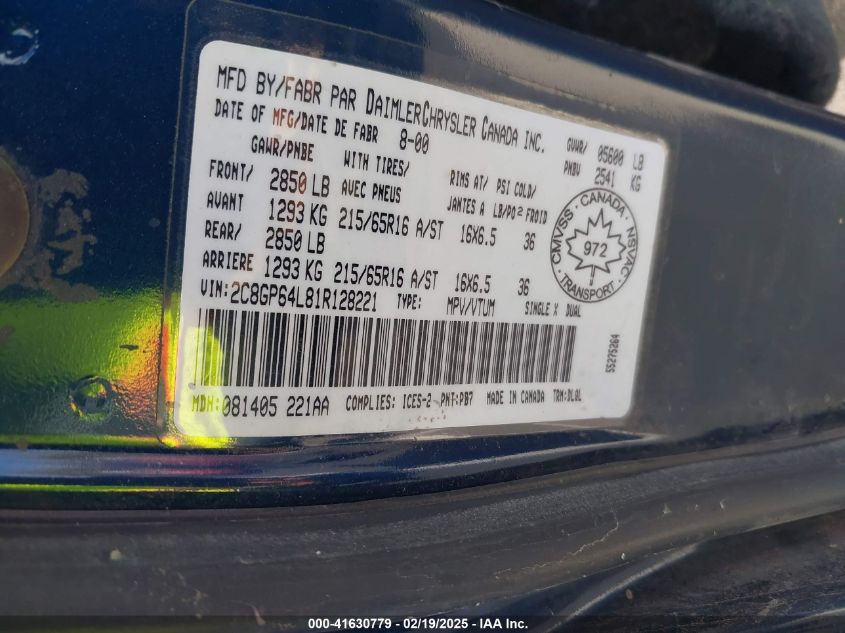 MFD BY/FABR PAR DAIMLERCHRYSLER CANADA INC.
DATE OF MFG/DATE DE FABR 8-00
GVWR/ 05600 LB
PNBV 2541 KG
GAWR/PNBE WITH TIRES/ RIMS AT/ PSI COLD/
FRONT/ 2850 LB AVEC PNEUS JANTES A LB/PO2 FROID
AVANT 1293 KG 215/65R16 A/ST 16X6.5 36
REAR/ 2850 LB
ARRIERE 1293 KG 215/65R16 A/ST 16X6.5 36
VIN: 2C8GP64L81R128221 TYPE: MPV/VTUM SINGLE X DUAL
CMVSS · CANADA · NSVAC
972
TRANSPORT
55275264
MDH: 081405 221AA COMPLIES: ICES-2 PNT:PB7 MADE IN CANADA TRM:DLAL
000-41630779 - 02/19/2025 - IAA, Inc.